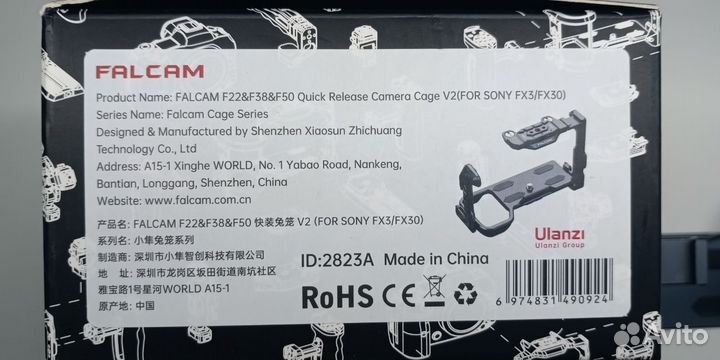 FALCAM
Product Name: FALCAM F22&F38&F50 Quick Release Camera Cage V2(FOR SONY FX3/FX30)
Series Name: Falcam Cage Series
Designed & Manufactured by Shenzhen Xiaosun Zhichuang
Technology Co., Ltd
Address: A15-1 Xinghe WORLD, No. 1 Yabao Road, Nankeng,
Bantian, Longgang, Shenzhen, China
Website: www.falcam.com.cn
产品名: FALCAM F22&F38&F50 快装兔笼 V2 (FOR SONY FX3/FX30)
系列名: 小隼兔笼系列
制造商: 深圳市小隼智创科技有限公司
地 址: 深圳市龙岗区坂田街道南坑社区
雅宝路1号星河WORLD A15-1
原产地: 中国
Ulanzi
Ulanzi Group
ID:2823A Made in China
RoHS CE
6 974831 490924
Avito